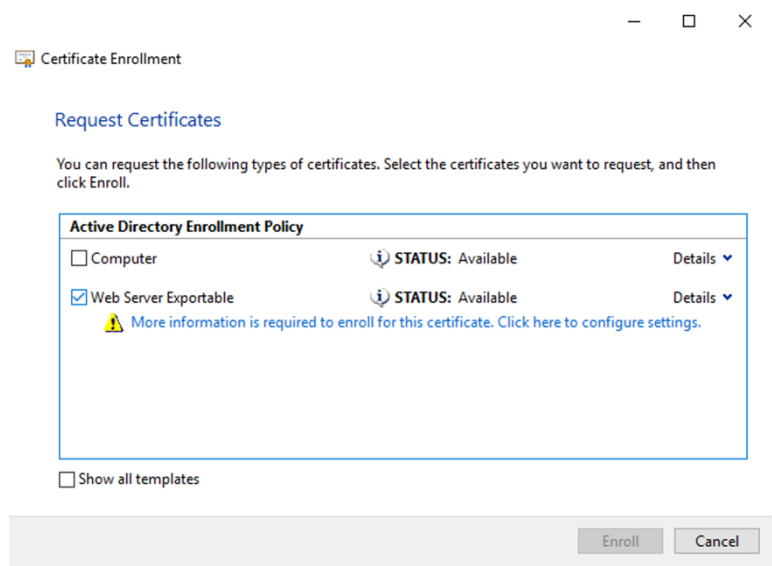 Certificate Enrollment
Request Certificates
You can request the following types of certificates. Select the certificates you want to request, and then
click Enroll.
Active Directory Enrollment Policy
Computer STATUS: Available Details
Web Server Exportable STATUS: Available Details
More information is required to enroll for this certificate. Click here to configure settings.
Show all templates
Enroll Cancel